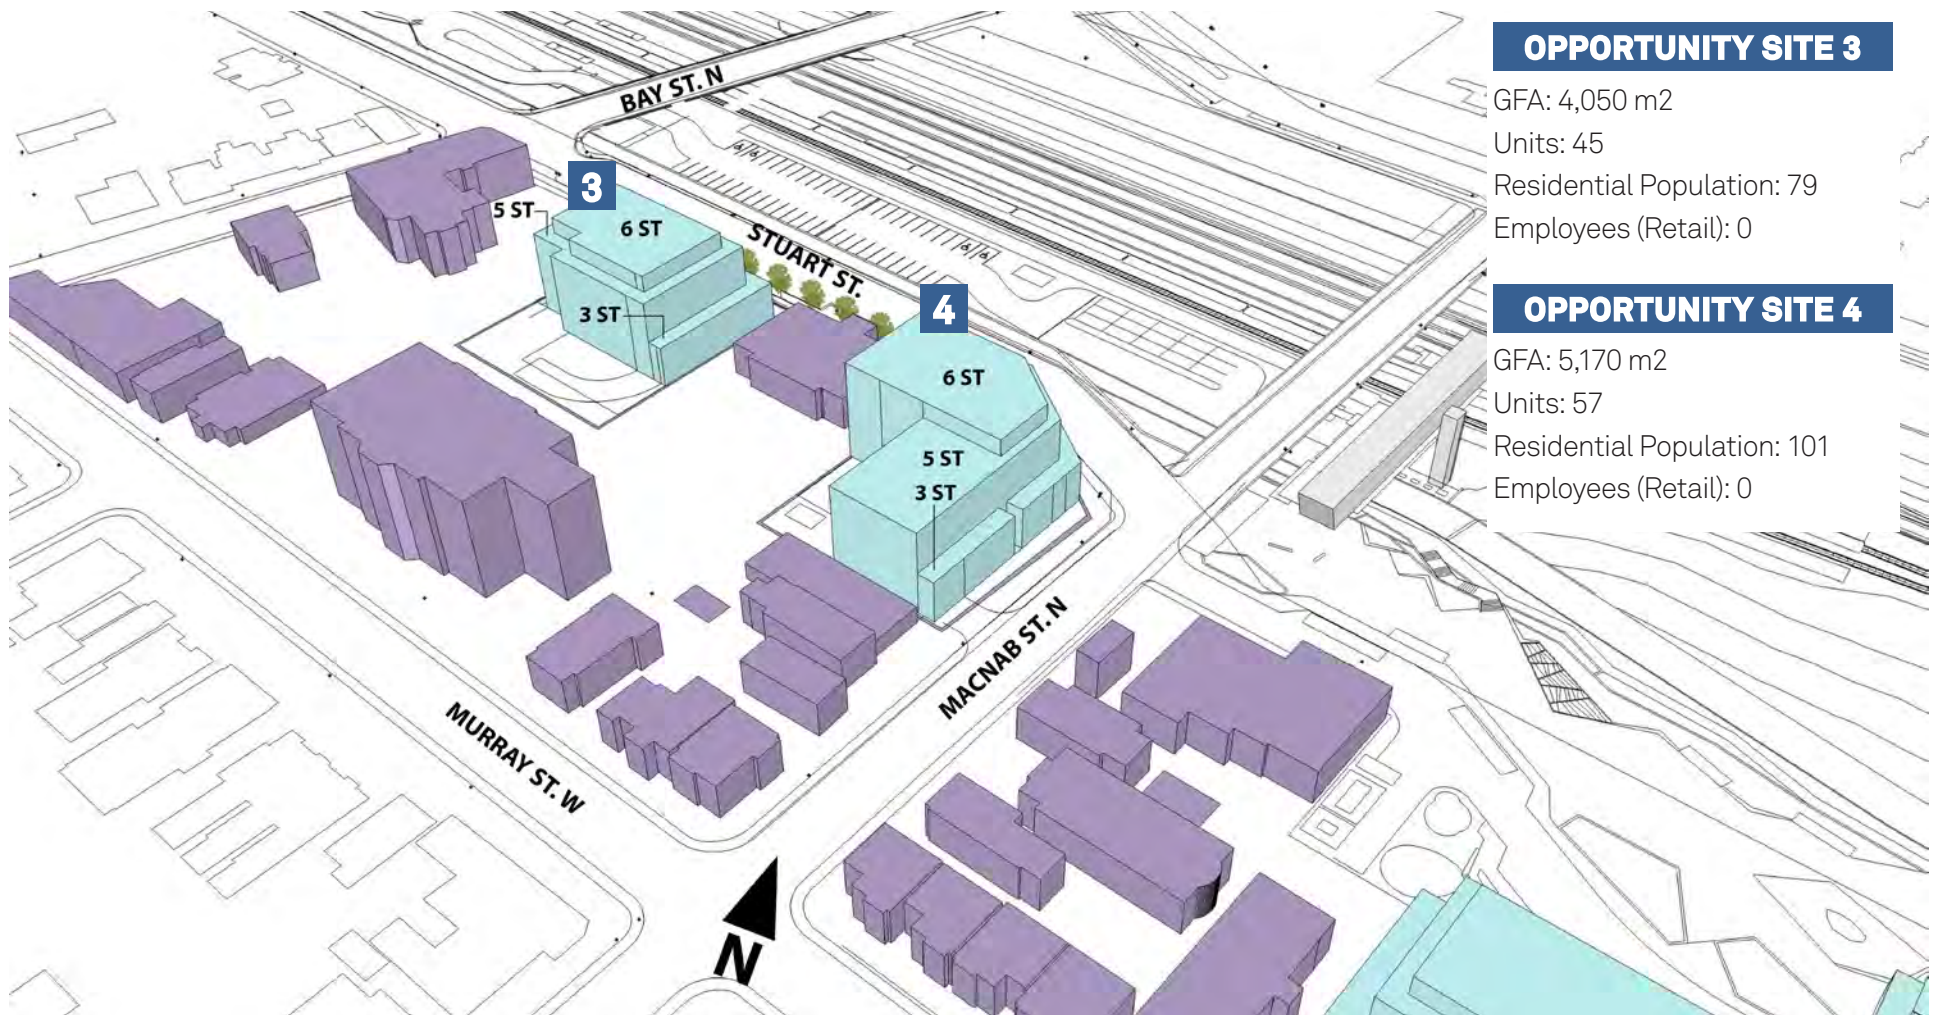 BAY ST. N
3
5 ST
6 ST
3 ST
STUART ST.
4
6 ST
5 ST
3 ST
MACNAB ST. N
MURRAY ST. W
N
OPPORTUNITY SITE 3
GFA: 4,050 m2
Units: 45
Residential Population: 79
Employees (Retail): 0
OPPORTUNITY SITE 4
GFA: 5,170 m2
Units: 57
Residential Population: 101
Employees (Retail): 0